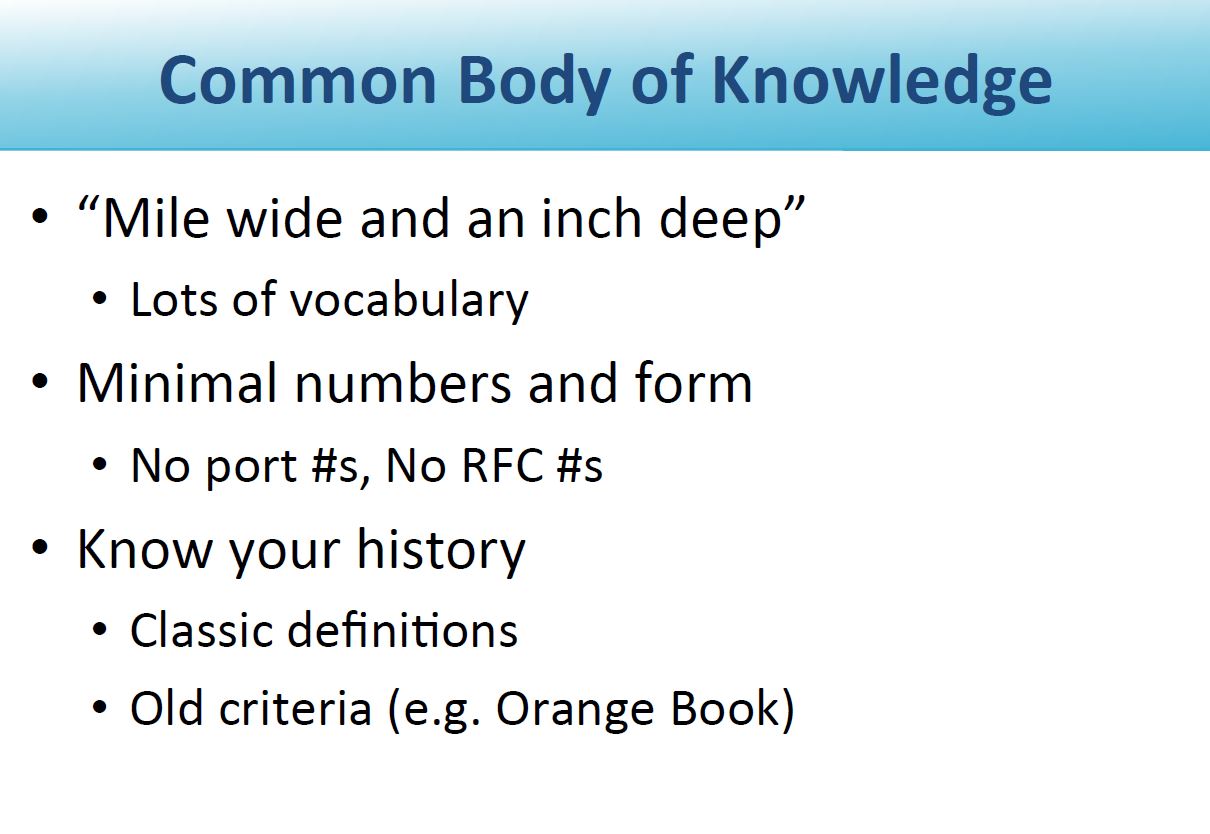 Common Body of Knowledge
• “Mile wide and an inch deep”
• Lots of vocabulary
• Minimal numbers and form
• No port #s, No RFC #s
• Know your history
• Classic definitions
• Old criteria (e.g. Orange Book)